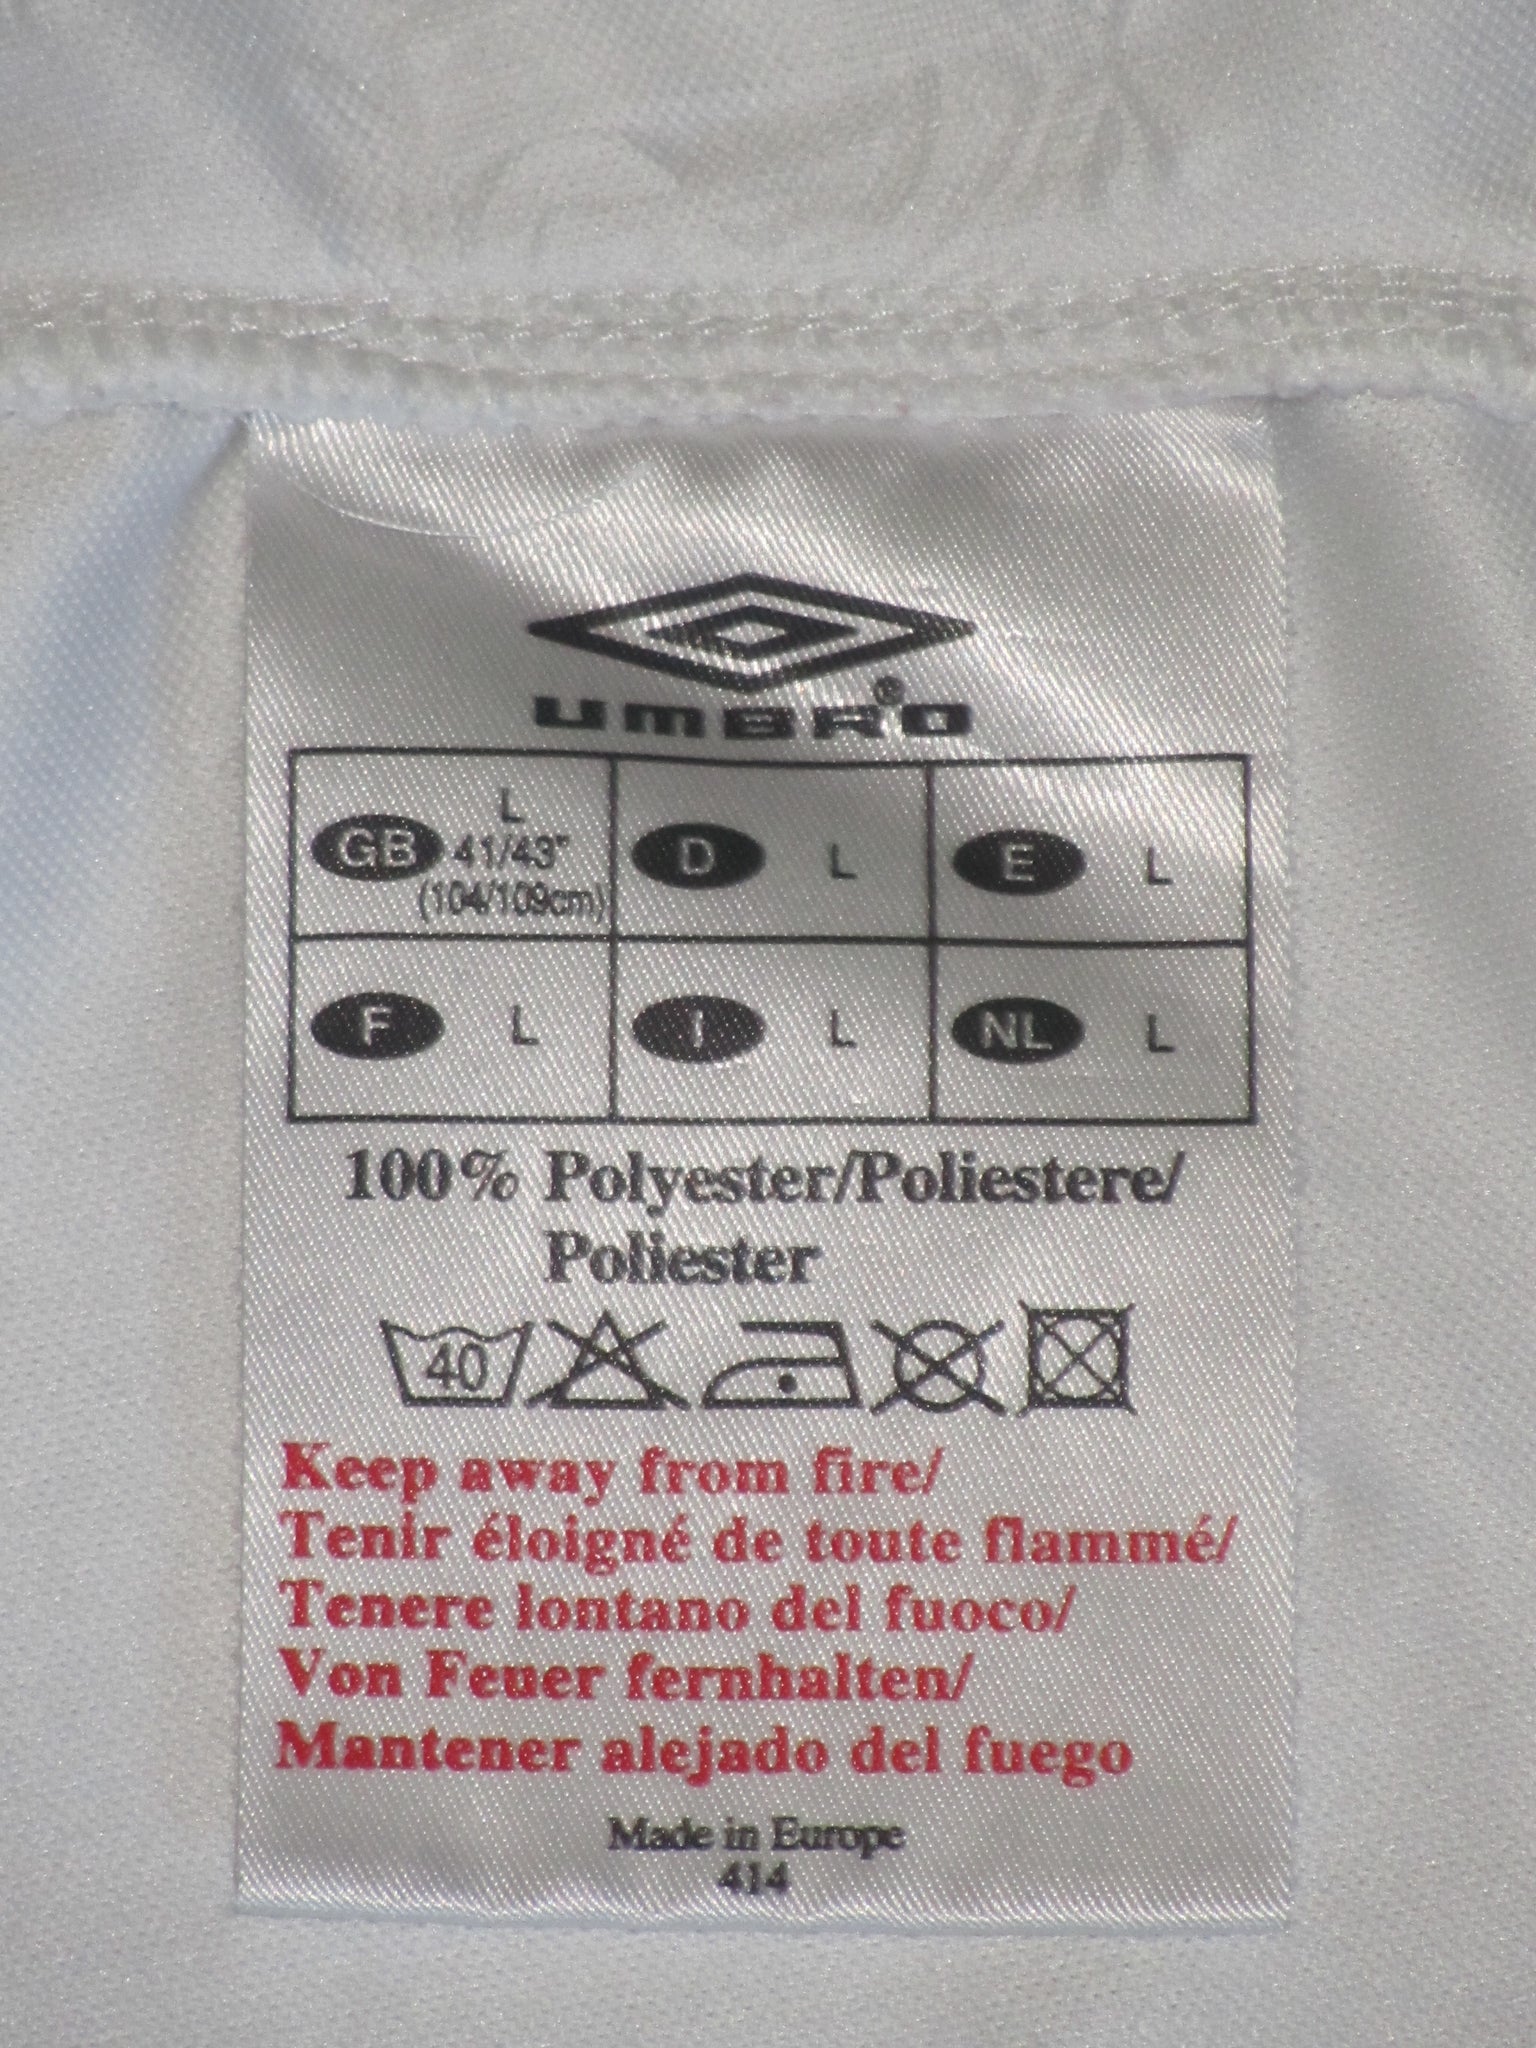 UMBRO®
GB L 41/43" (104/109cm)
D L
E L
F L
I L
NL L
100% Polyester/Poliestere/
Poliester
40
Keep away from fire/
Tenir éloigné de toute flammé/
Tenere lontano del fuoco/
Von Feuer fernhalten/
Mantener alejado del fuego
Made in Europe
414